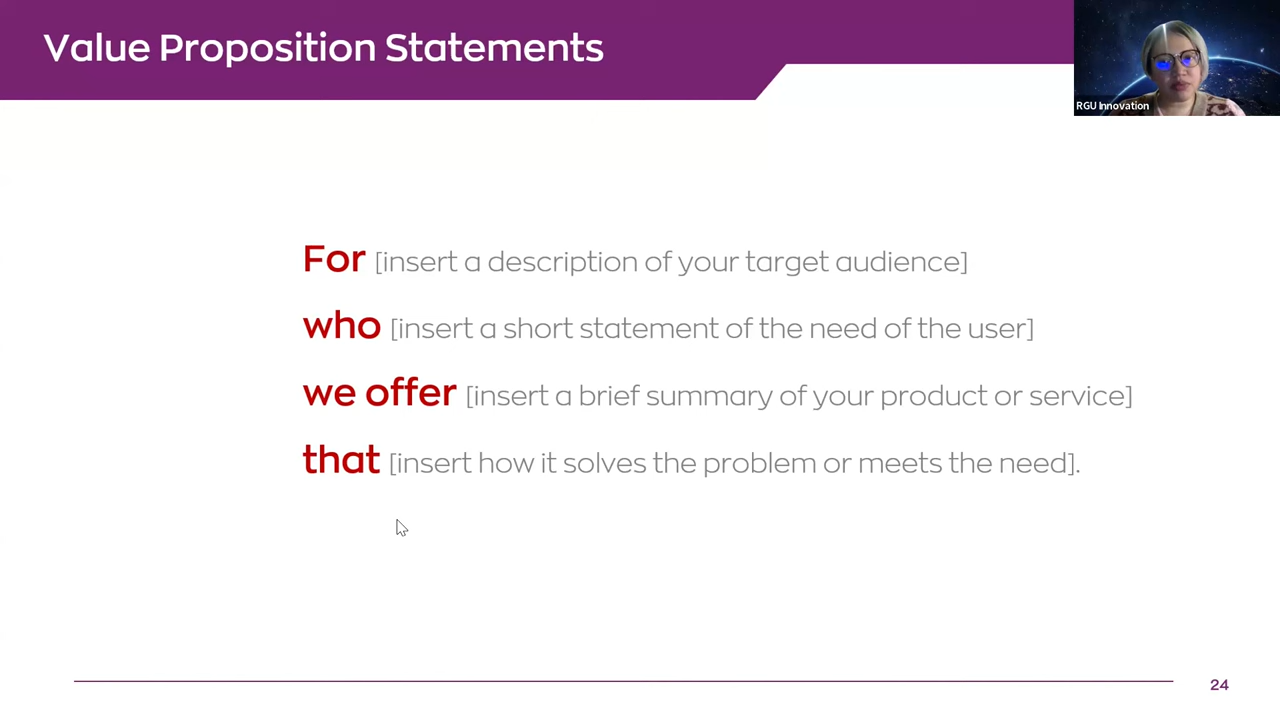 Value Proposition Statements
RGU Innovation
For [insert a description of your target audience]
who [insert a short statement of the need of the user]
we offer [insert a brief summary of your product or service]
that [insert how it solves the problem or meets the need].
24